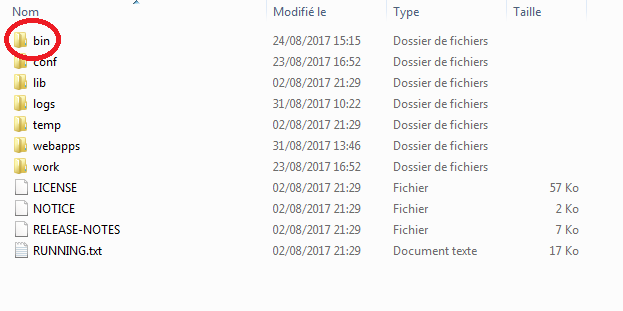 Nom Modifié le Type Taille
bin 24/08/2017 15:15 Dossier de fichiers
conf 23/08/2017 16:52 Dossier de fichiers
lib 02/08/2017 21:29 Dossier de fichiers
logs 31/08/2017 10:22 Dossier de fichiers
temp 02/08/2017 21:29 Dossier de fichiers
webapps 31/08/2017 13:46 Dossier de fichiers
work 23/08/2017 16:52 Dossier de fichiers
LICENSE 02/08/2017 21:29 Fichier 57 Ko
NOTICE 02/08/2017 21:29 Fichier 2 Ko
RELEASE-NOTES 02/08/2017 21:29 Fichier 7 Ko
RUNNING.txt 02/08/2017 21:29 Document texte 17 Ko